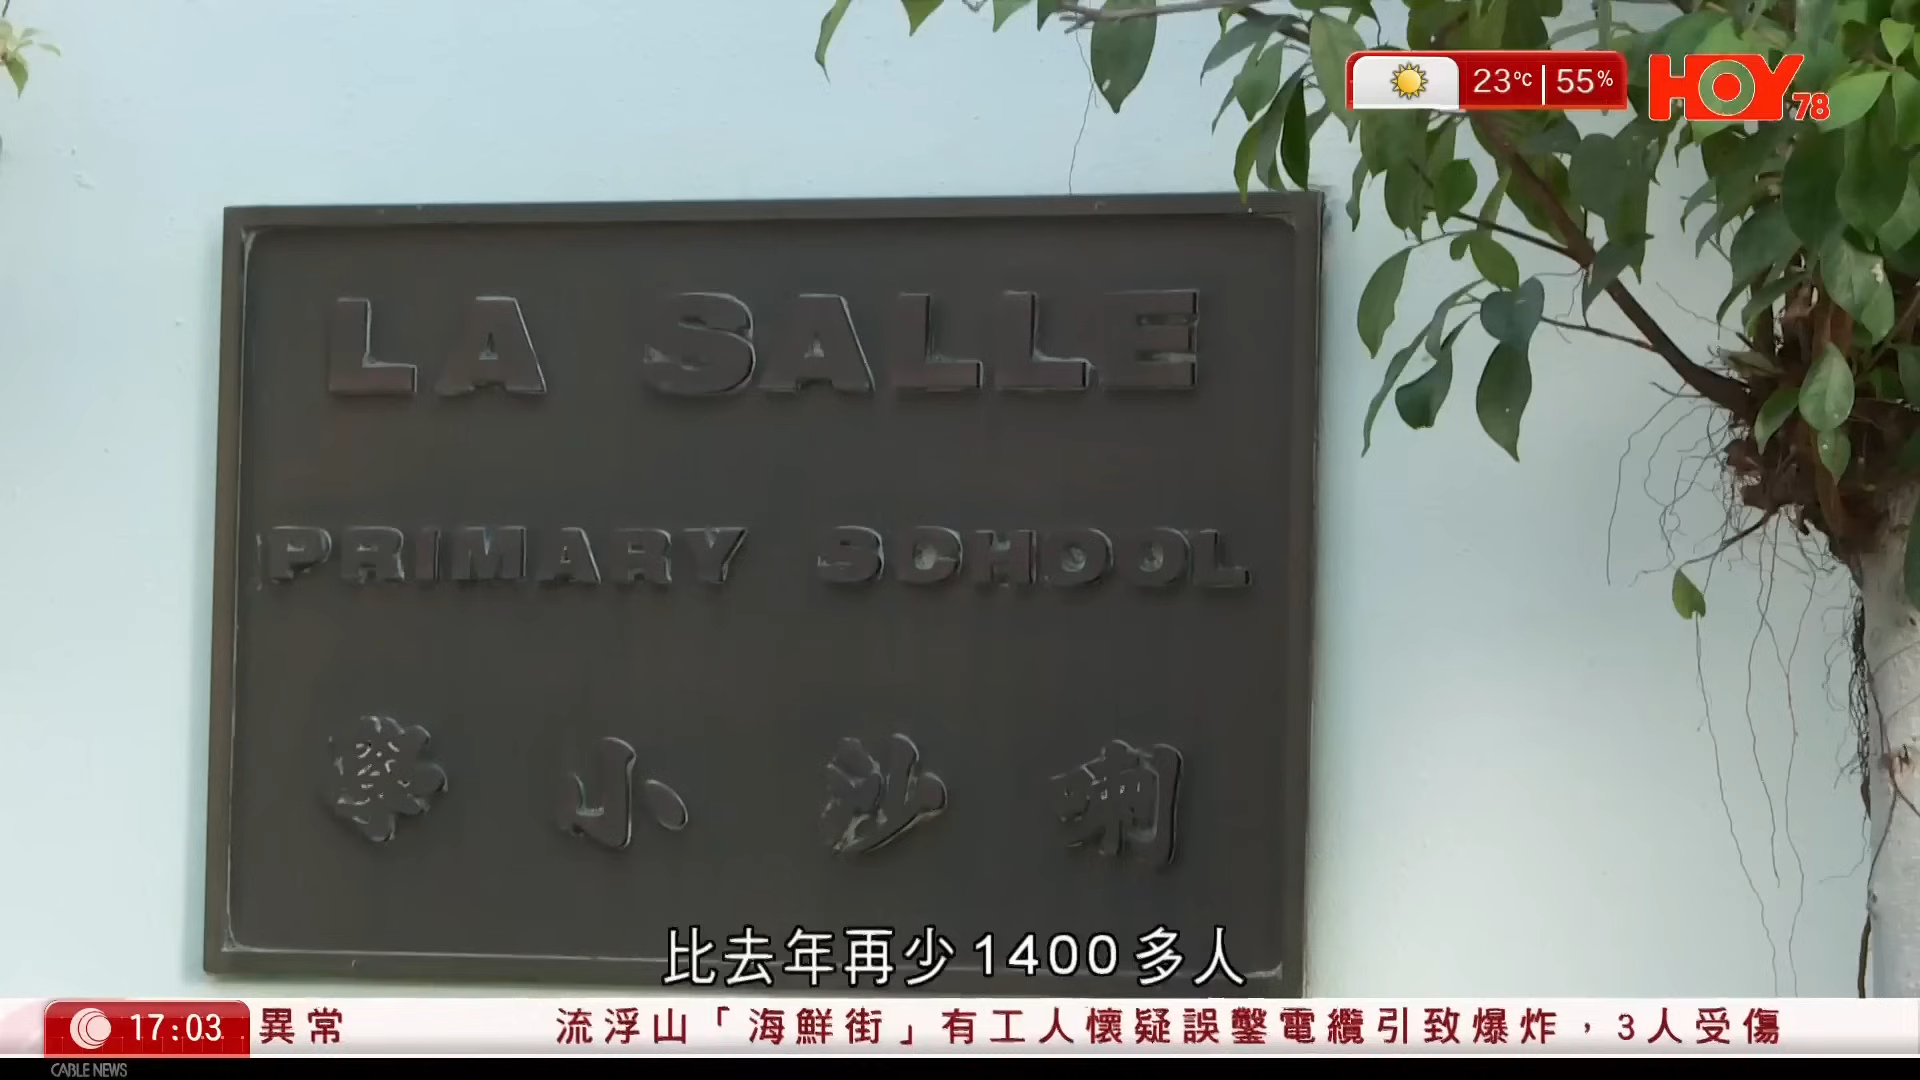 23°C | 55%
HOY 78
LA SALLE
PRIMARY SCHOOL
學小沙喇
比去年再少1400多人
17:03
異常 流浮山「海鮮街」有工人懷疑誤鑿電纜引致爆炸，3人受傷
CABLE NEWS